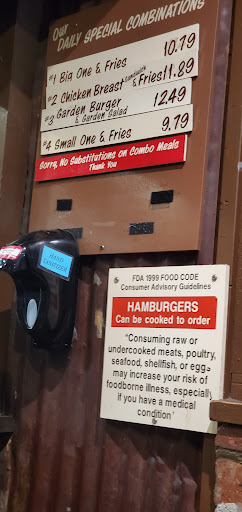 Our
DAILY SPECIAL COMBINATIONS
#1 Big One & Fries 10.79
#2 Chicken Breast Sandwich & Fries 11.89
#3 Garden Burger
& Garden Salad 12.49
#4 Small One & Fries 9.79
Sorry, No Substitutions on Combo Meals
Thank You
HAND
SANITIZER
FDA 1999 FOOD CODE
Consumer Advisory Guidelines
HAMBURGERS
Can be cooked to order
"Consuming raw or
undercooked meats, poultry,
seafood, shellfish, or eggs
may increase your risk of
foodborne illness, especiall
if you have a medical
condition"